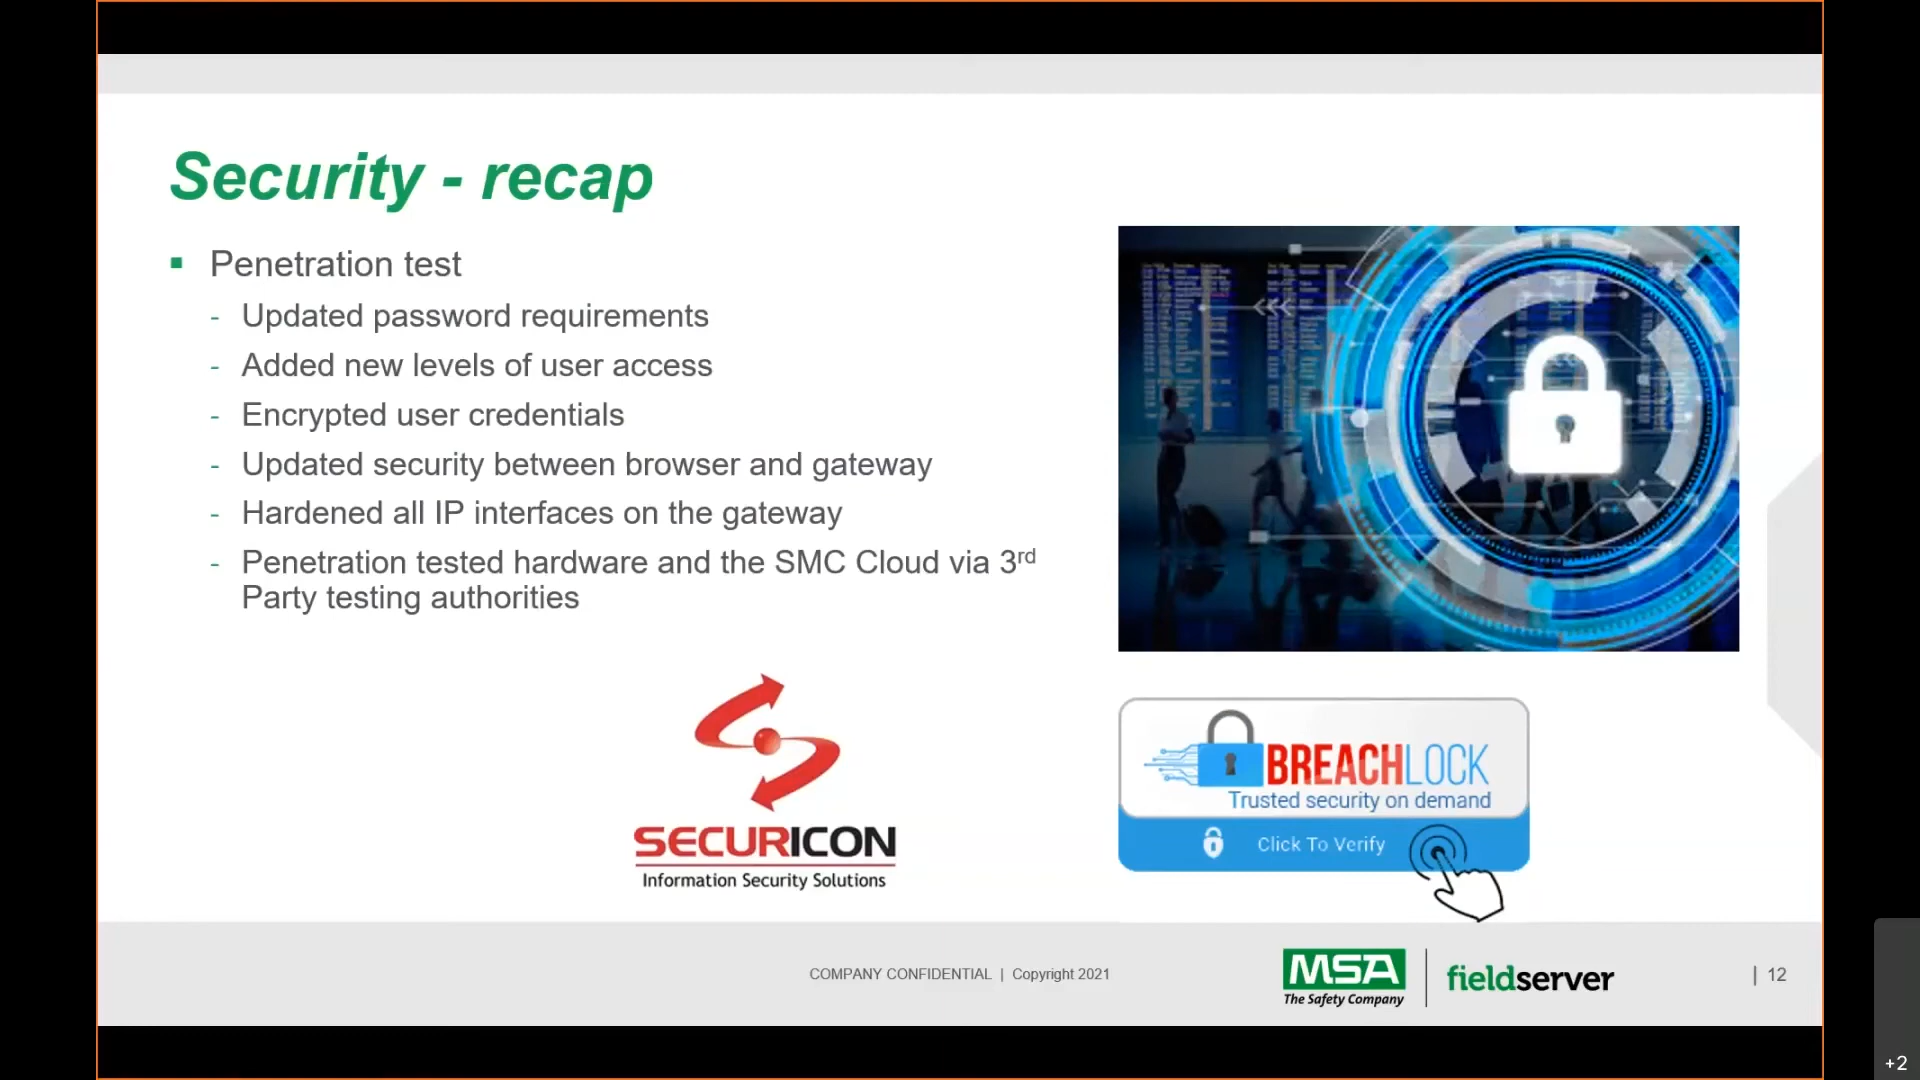 Security - recap
▪ Penetration test
- Updated password requirements
- Added new levels of user access
- Encrypted user credentials
- Updated security between browser and gateway
- Hardened all IP interfaces on the gateway
- Penetration tested hardware and the SMC Cloud via 3rd
Party testing authorities
SECURICON
Information Security Solutions
BREACHLOCK
Trusted security on demand
Click To Verify
COMPANY CONFIDENTIAL | Copyright 2021
MSA
The Safety Company
fieldserver
| 12
+2